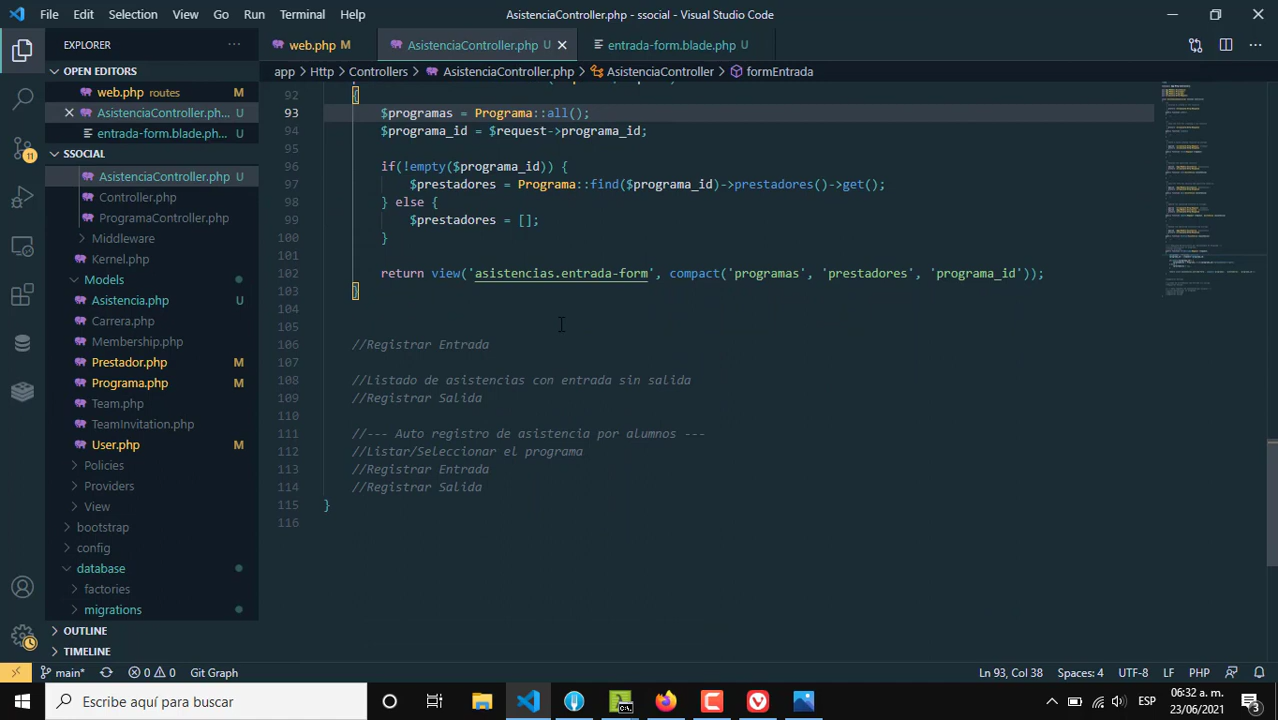 File Edit Selection View Go Run Terminal Help
AsistenciaController.php - ssocial - Visual Studio Code
EXPLORER
web.php M
AsistenciaController.php U
entrada-form.blade.php U
OPEN EDITORS
app > Http > Controllers > AsistenciaController.php > AsistenciaController > formEntrada
web.php routes M
AsistenciaController.ph... U
entrada-form.blade.ph... U
SSOCIAL
AsistenciaController.php U
Controller.php
ProgramaController.php
Middleware
Kernel.php
Models
Asistencia.php U
Carrera.php
Membership.php
Prestador.php M
Programa.php M
Team.php
TeamInvitation.php
User.php M
Policies
Providers
View
bootstrap
config
database
factories
migrations
OUTLINE
TIMELINE
11
92 {
93 $programas = Programa::all();
94 $programa_id = $request->programa_id;
95
96 if(!empty($programa_id)) {
97 $prestadores = Programa::find($programa_id)->prestadores()->get();
98 } else {
99 $prestadores = [];
100 }
101
102 return view('asistencias.entrada-form', compact('programas', 'prestadores', 'programa_id'));
103 }
104
105
106 //Registrar Entrada
107
108 //Listado de asistencias con entrada sin salida
109 //Registrar Salida
110
111 //--- Auto registro de asistencia por alumnos ---
112 //Listar/Seleccionar el programa
113 //Registrar Entrada
114 //Registrar Salida
115 }
116
main* 0 0 Git Graph
Ln 93, Col 38 Spaces: 4 UTF-8 LF PHP
Escribe aquí para buscar
ESP
06:32 a. m.
23/06/2021
3